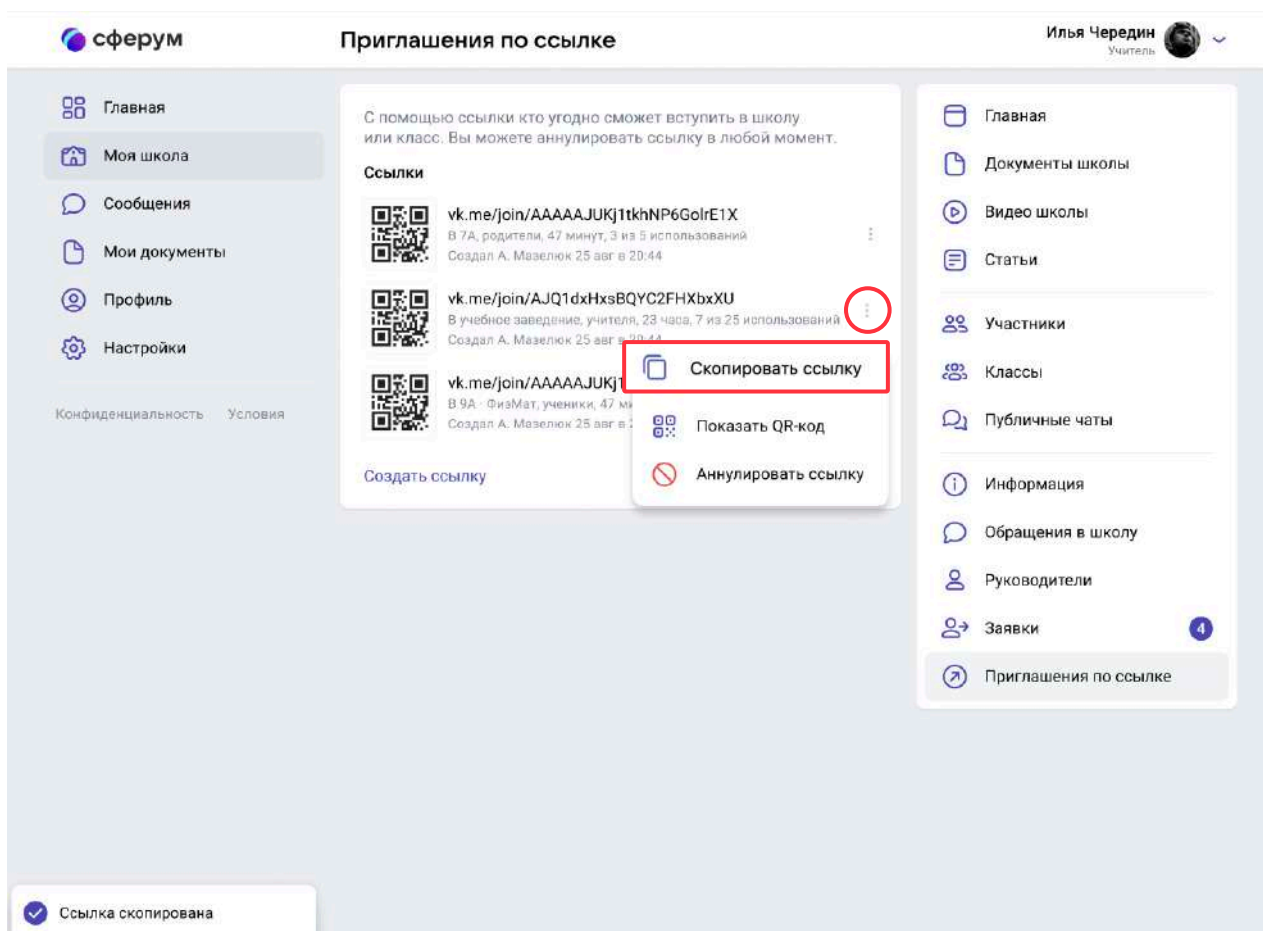 сферум
Приглашения по ссылке
Илья Чередин
Учитель
Главная
Моя школа
Сообщения
Мои документы
Профиль
Настройки
Конфиденциальность Условия
С помощью ссылки кто угодно сможет вступить в школу
или класс. Вы можете аннулировать ссылку в любой момент.
Ссылки
vk.me/join/AAAAAJUKj1tkhNP6GolrE1X
В 7А, родители, 47 минут, 3 из 5 использований
Создал А. Мазелюк 25 авг в 20:44
vk.me/join/AJQ1dxHxsBQYC2FHXbxXU
В учебное заведение, учителя, 23 часа, 7 из 25 использований
Создал А. Мазелюк 25 авг в 20:44
vk.me/join/AAAAAJUKj1
В 9А · ФизМат, ученики, 47
Создал А. Мазелюк 25 авг в
Скопировать ссылку
Показать QR-код
Аннулировать ссылку
Создать ссылку
Главная
Документы школы
Видео школы
Статьи
Участники
Классы
Публичные чаты
Информация
Обращения в школу
Руководители
Заявки 4
Приглашения по ссылке
Ссылка скопирована